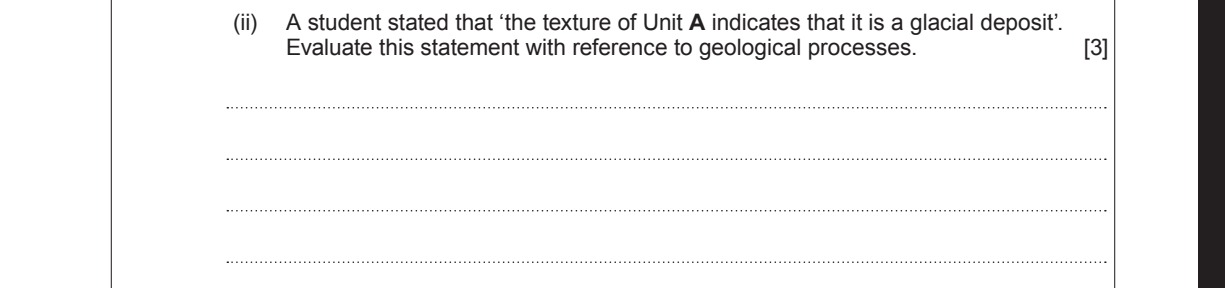 (ii) A student stated that ‘the texture of Unit A indicates that it is a glacial deposit’.
Evaluate this statement with reference to geological processes. [3]